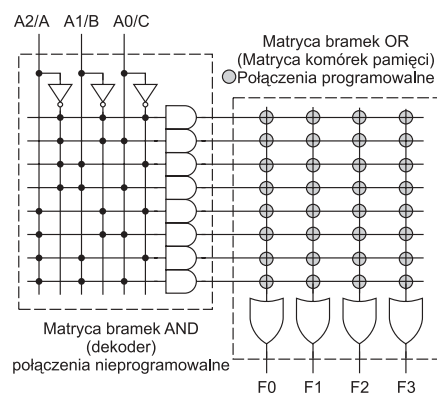 A2/A A1/B A0/C
Matryca bramek OR
(Matryca komórek pamięci)
Połączenia programowalne
Matryca bramek AND
(dekoder)
połączenia nieprogramowalne
F0 F1 F2 F3